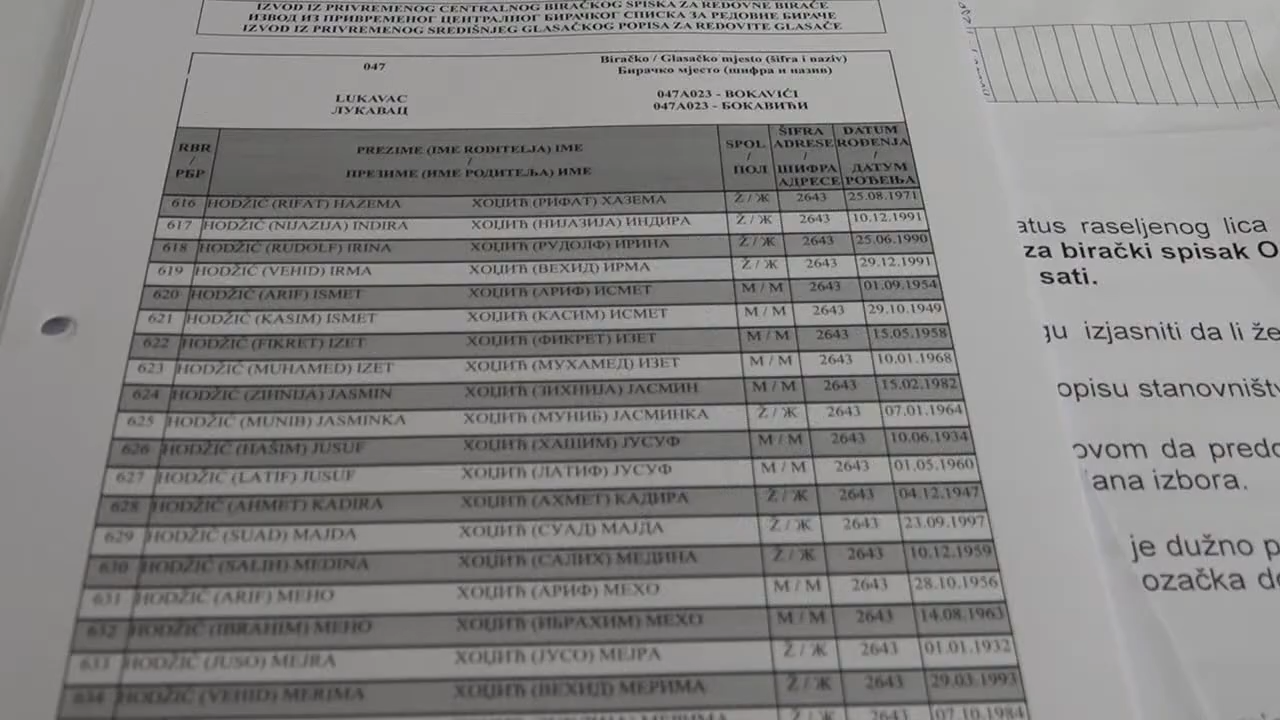 IZVOD IZ PRIVREMENOG CENTRALNOG BIRAČKOG SPISKA ZA REDOVNE BIRAČE
ИЗВОД ИЗ ПРИВРЕМЕНОГ ЦЕНТРАЛНОГ БИРАЧКОГ СПИСКА ЗА РЕДОВНЕ БИРАЧЕ
IZVOD IZ PRIVREMENOG SREDIŠNJEG GLASAČKOG POPISA ZA REDOVITE GLASAČE
047 Biračko / Glasačko mjesto (šifra i naziv)
Бирачко мјесто (шифра и назив)
LUKAVAC 047A023 - BOKAVIĆI
ЛУКАВАЦ 047A023 - БОКАВИЋИ
RBR / РБР PREZIME (IME RODITELJA) IME ПРЕЗИМЕ (ИМЕ РОДИТЕЉА) ИМЕ SPOL / ПОЛ ŠIFRA ADRESE / ШИФРА АДРЕСЕ DATUM ROĐENJA / ДАТУМ РОЂЕЊА
616 HODŽIĆ (RIFAT) HAZEMA ХОЏИЋ (РИФАТ) ХАЗЕМА Ž / Ж 2643 25.08.1971
617 HODŽIĆ (NIJAZIJA) INDIRA ХОЏИЋ (НИЈАЗИЈА) ИНДИРА Ž / Ж 2643 10.12.1991
618 HODŽIĆ (RUDOLF) IRINA ХОЏИЋ (РУДОЛФ) ИРИНА Ž / Ж 2643 25.06.1990
619 HODŽIĆ (VEHID) IRMA ХОЏИЋ (ВЕХИД) ИРМА Ž / Ж 2643 29.12.1991
620 HODŽIĆ (ARIF) ISMET ХОЏИЋ (АРИФ) ИСМЕТ M / М 2643 01.09.1954
621 HODŽIĆ (KASIM) ISMET ХОЏИЋ (КАСИМ) ИСМЕТ M / М 2643 29.10.1949
622 HODŽIĆ (FIKRET) IZET ХОЏИЋ (ФИКРЕТ) ИЗЕТ M / М 2643 15.05.1958
623 HODŽIĆ (MUHAMED) IZET ХОЏИЋ (МУХАМЕД) ИЗЕТ M / М 2643 10.01.1968
624 HODŽIĆ (ZIHNIJA) JASMIN ХОЏИЋ (ЗИХНИЈА) ЈАСМИН M / М 2643 15.02.1982
625 HODŽIĆ (MUNIB) JASMINKA ХОЏИЋ (МУНИБ) ЈАСМИНКА Ž / Ж 2643 07.01.1964
626 HODŽIĆ (HAŠIM) JUSUF ХОЏИЋ (ХАШИМ) ЈУСУФ M / М 2643 10.06.1934
627 HODŽIĆ (LATIF) JUSUF ХОЏИЋ (ЛАТИФ) ЈУСУФ M / М 2643 01.05.1960
628 HODŽIĆ (AHMET) KADIRA ХОЏИЋ (АХМЕТ) КАДИРА Ž / Ж 2643 04.12.1947
629 HODŽIĆ (SUAD) MAJDA ХОЏИЋ (СУАД) МАЈДА Ž / Ж 2643 23.09.1997
630 HODŽIĆ (SALIH) MEDINA ХОЏИЋ (САЛИХ) МЕДИНА Ž / Ж 2643 10.12.1959
631 HODŽIĆ (ARIF) MEHO ХОЏИЋ (АРИФ) МЕХО M / М 2643 28.10.1956
632 HODŽIĆ (IBRAHIM) MEHO ХОЏИЋ (ИБРАХИМ) МЕХО M / М 2643 14.08.1963
633 HODŽIĆ (JUSO) MEJRA ХОЏИЋ (ЈУСО) МЕЈРА Ž / Ж 2643 01.01.1932
634 HODŽIĆ (VEHID) MERIMA ХОЏИЋ (ВЕХИД) МЕРИМА Ž / Ж 2643 29.03.1993
Ž / Ж 2643 07.10.1984
atus raseljenog lica
za birački spisak O
sati.
gu izjasniti da li že
opisu stanovništv
ovom da predo
ana izbora.
je dužno p
ozačka do